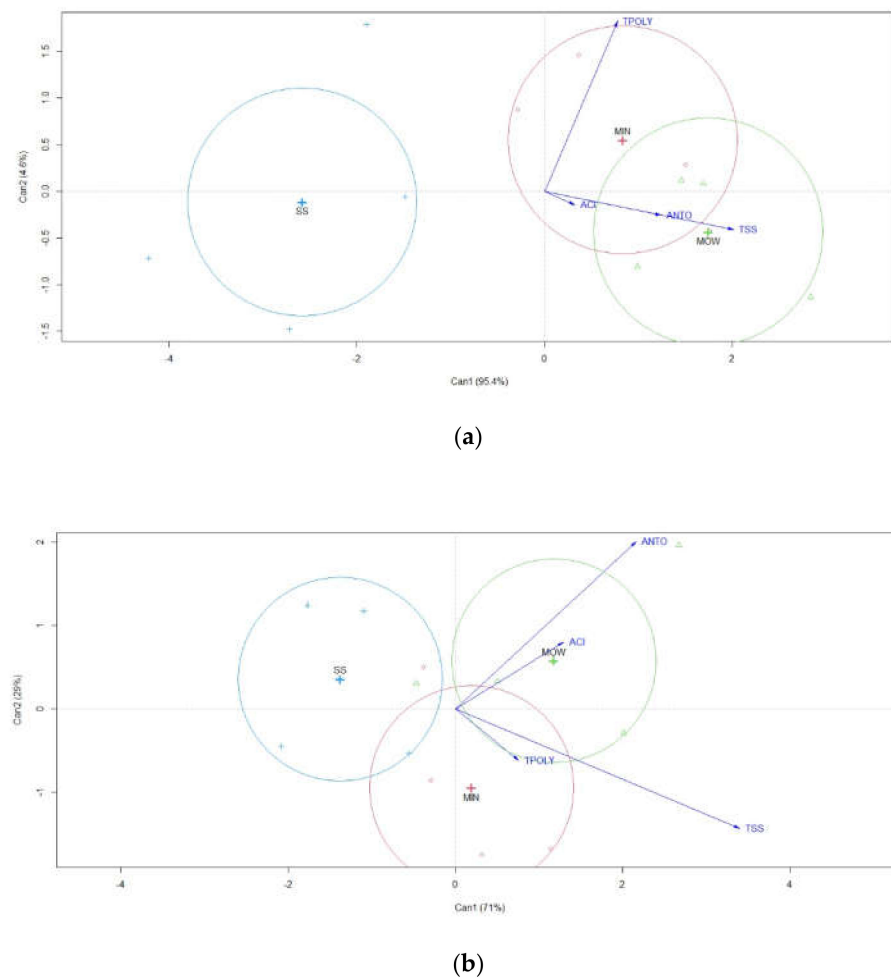 TPOLY
1.5
1.0
MIN
0.5
Can2 (4.6%)
0.0
SS
ACI
ANTO
-0.5
MOW
TSS
-1.0
-1.5
-4 -2 0 2
Can1 (95.4%)
(a)
2
ANTO
1
ACI
SS
MOW
Can2 (29%)
0
TPOLY
-1
MIN
TSS
-4 -2 0 2 4
Can1 (71%)
(b)